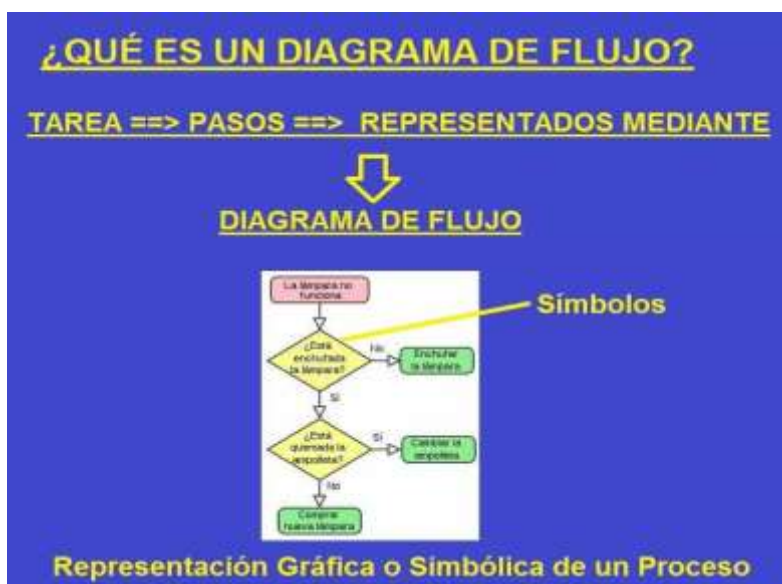 ¿QUÉ ES UN DIAGRAMA DE FLUJO?
TAREA ==> PASOS ==> REPRESENTADOS MEDIANTE
DIAGRAMA DE FLUJO
La lámpara no
funciona
Símbolos
¿Está
enchufada
la lámpara?
No
Enchufar
la lámpara
Sí
¿Está
quemada la
ampolleta?
Sí
Cambiar la
ampolleta
No
Comprar
nueva lámpara
Representación Gráfica o Simbólica de un Proceso